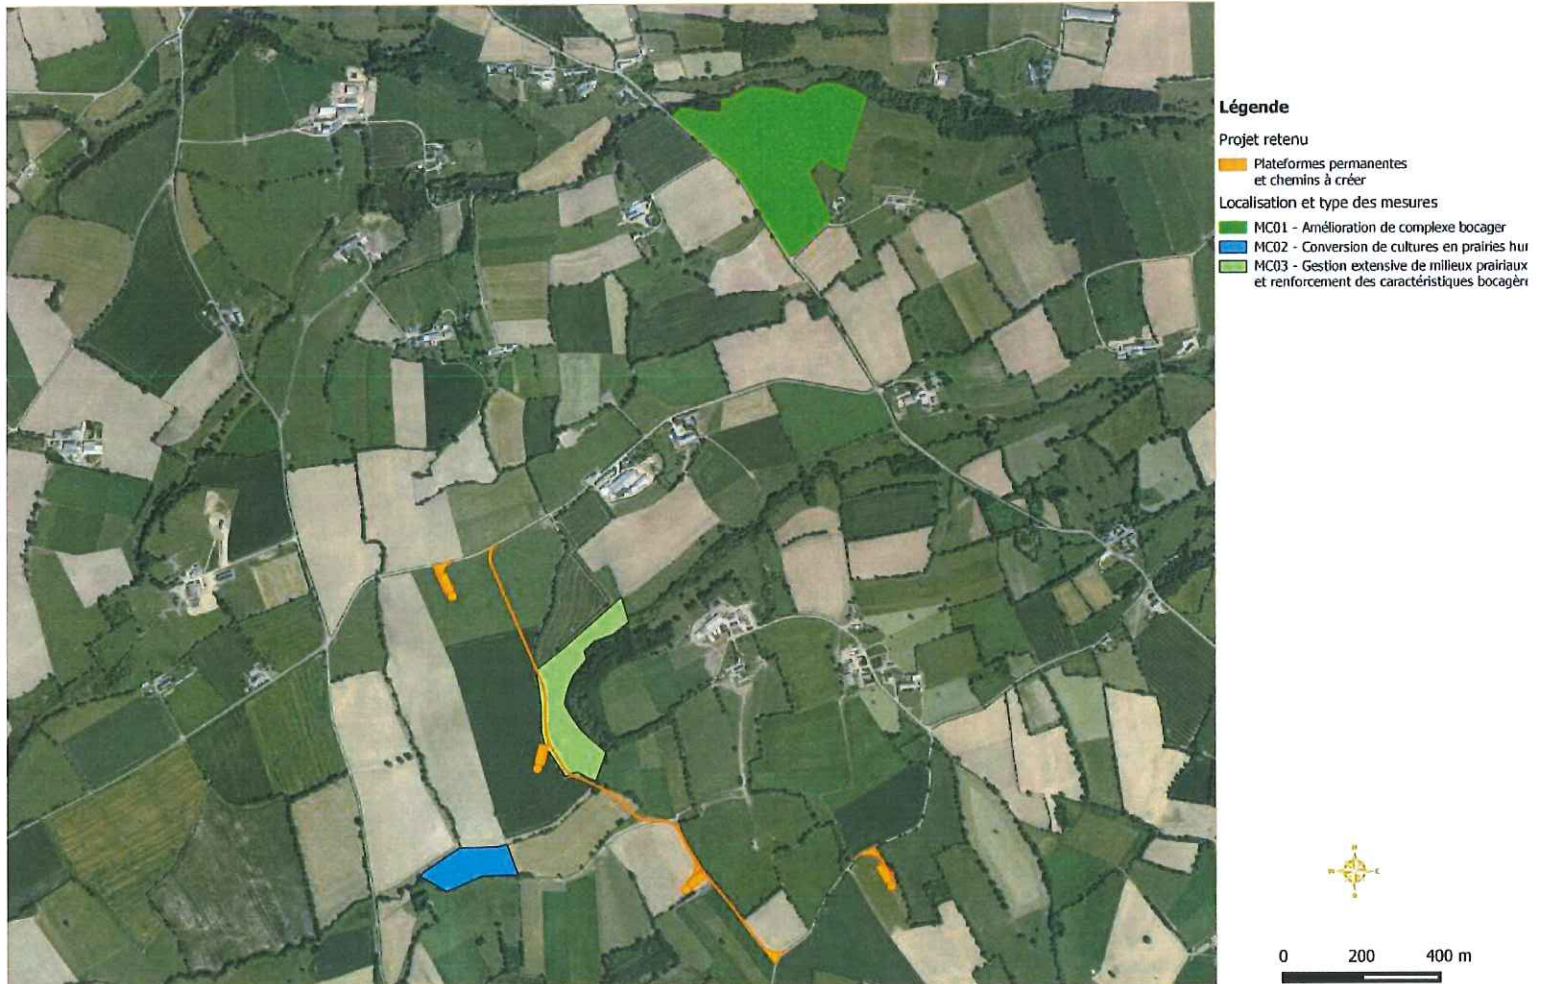 Légende
Projet retenu
Plateformes permanentes
et chemins à créer
Localisation et type des mesures
MC01 - Amélioration de complexe bocager
MC02 - Conversion de cultures en prairies
MC03 - Gestion extensive de milieux prairiaux
et renforcement des caractéristiques
0 200 400 m